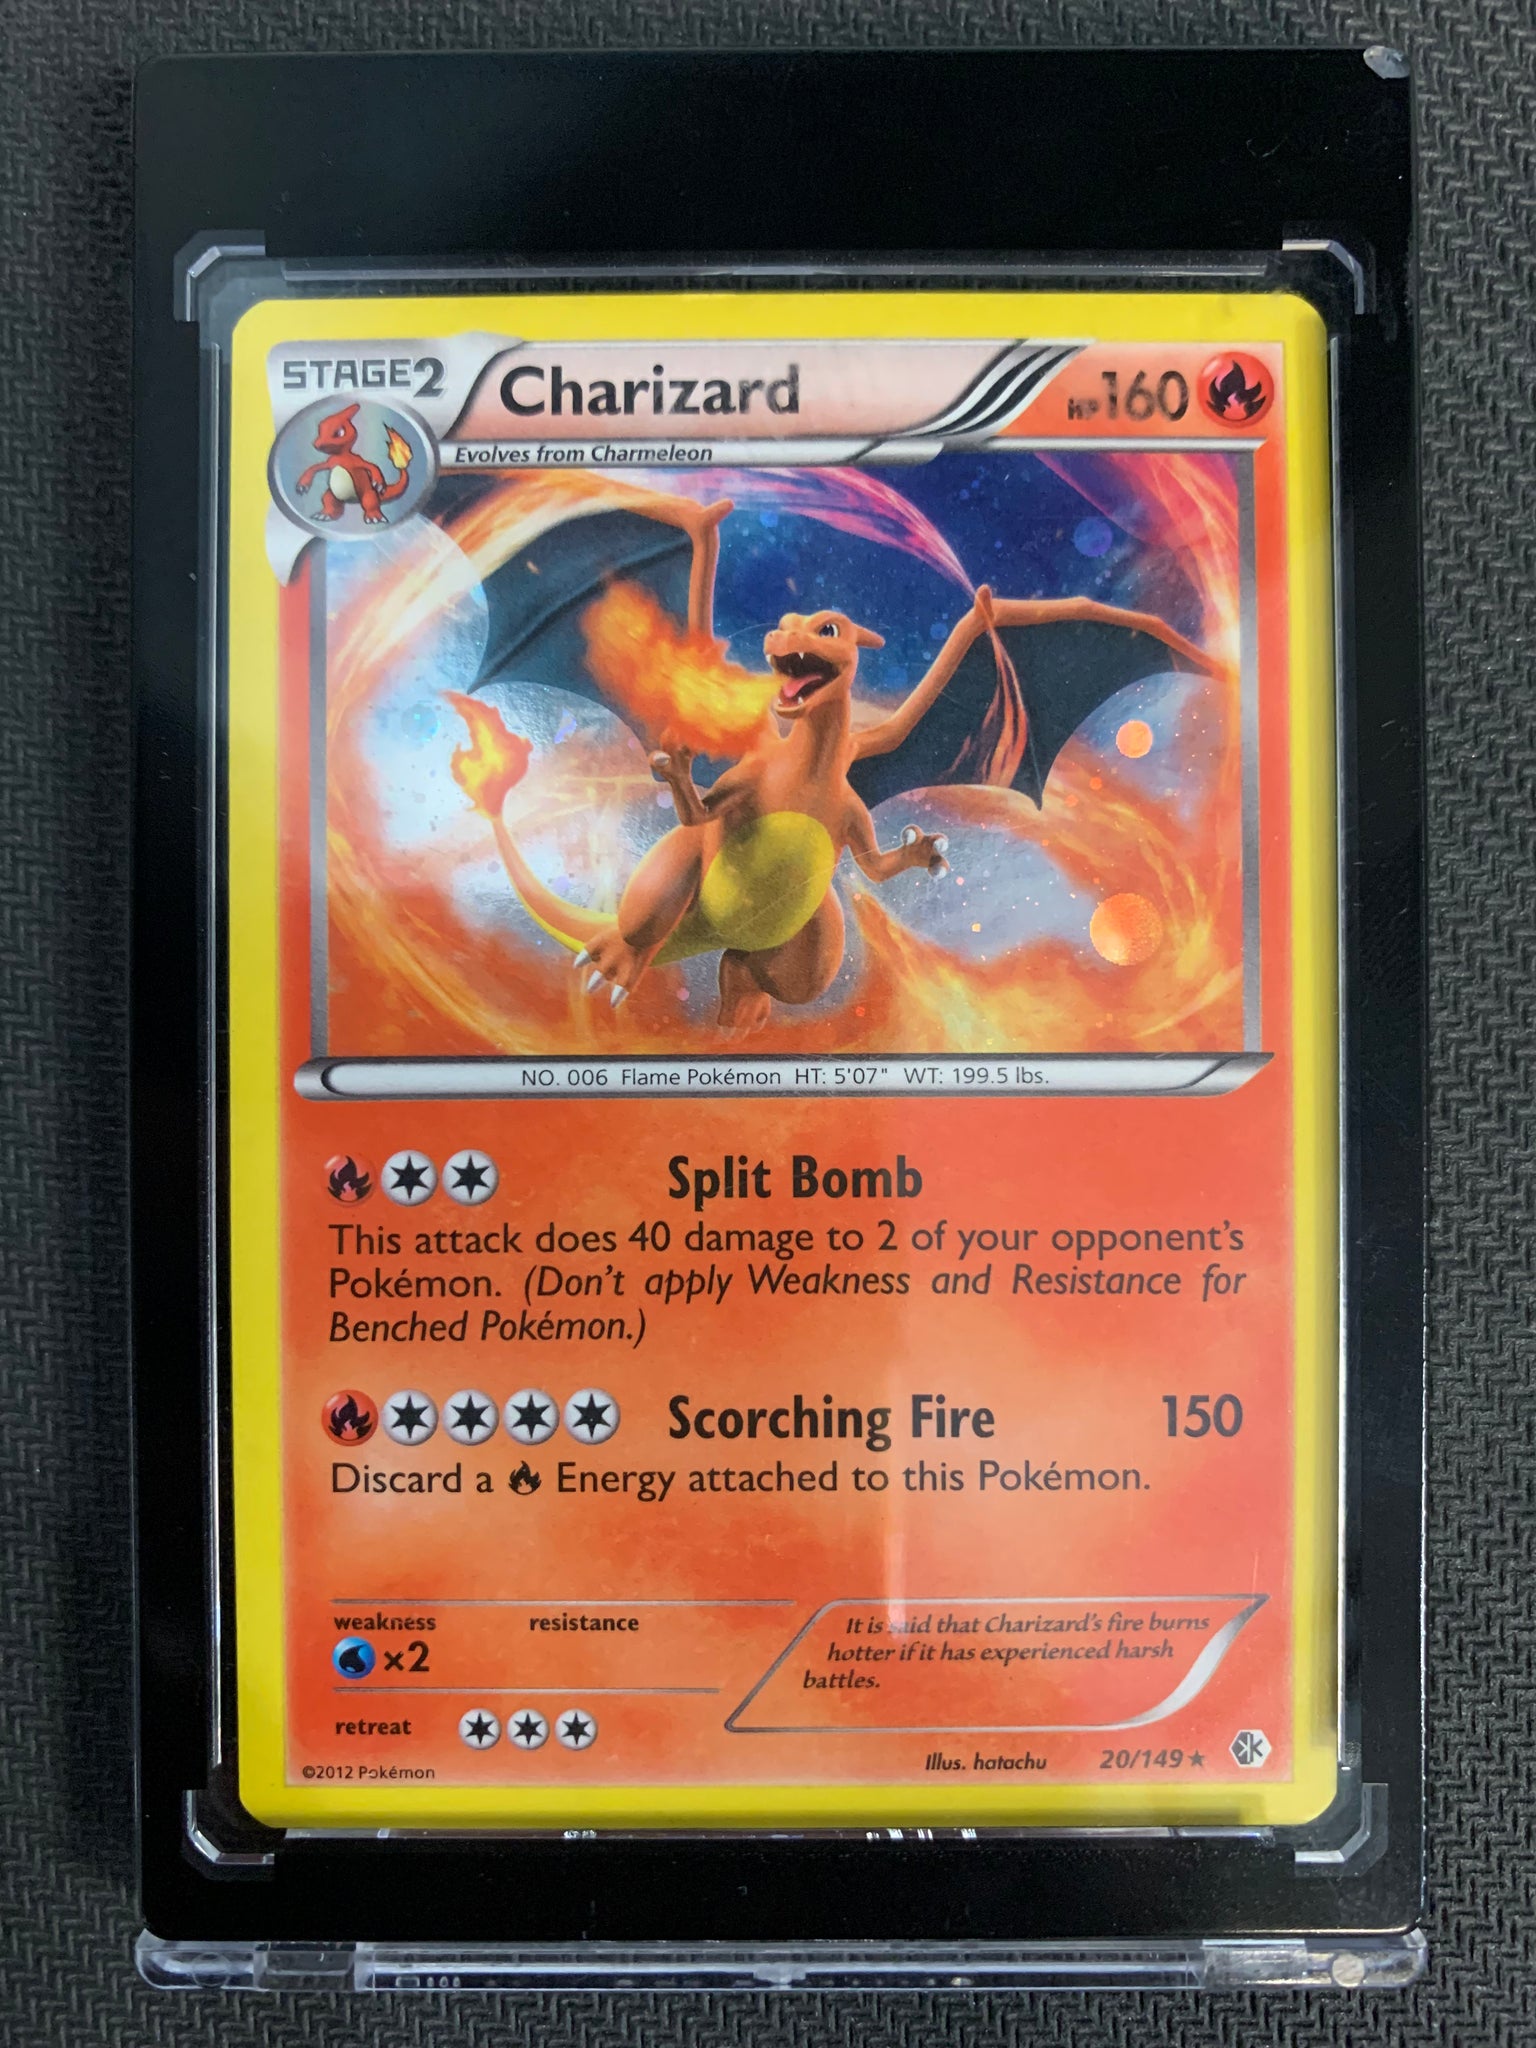 STAGE2
Charizard
HP160
Evolves from Charmeleon
NO. 006 Flame Pokémon HT: 5'07" WT: 199.5 lbs.
Split Bomb
This attack does 40 damage to 2 of your opponent's
Pokémon. (Don't apply Weakness and Resistance for
Benched Pokémon.)
Scorching Fire 150
Discard a Energy attached to this Pokémon.
weakness
×2
resistance
retreat
It is said that Charizard's fire burns
hotter if it has experienced harsh
battles.
Illus. hatachu
20/149★
©2012 Pokémon